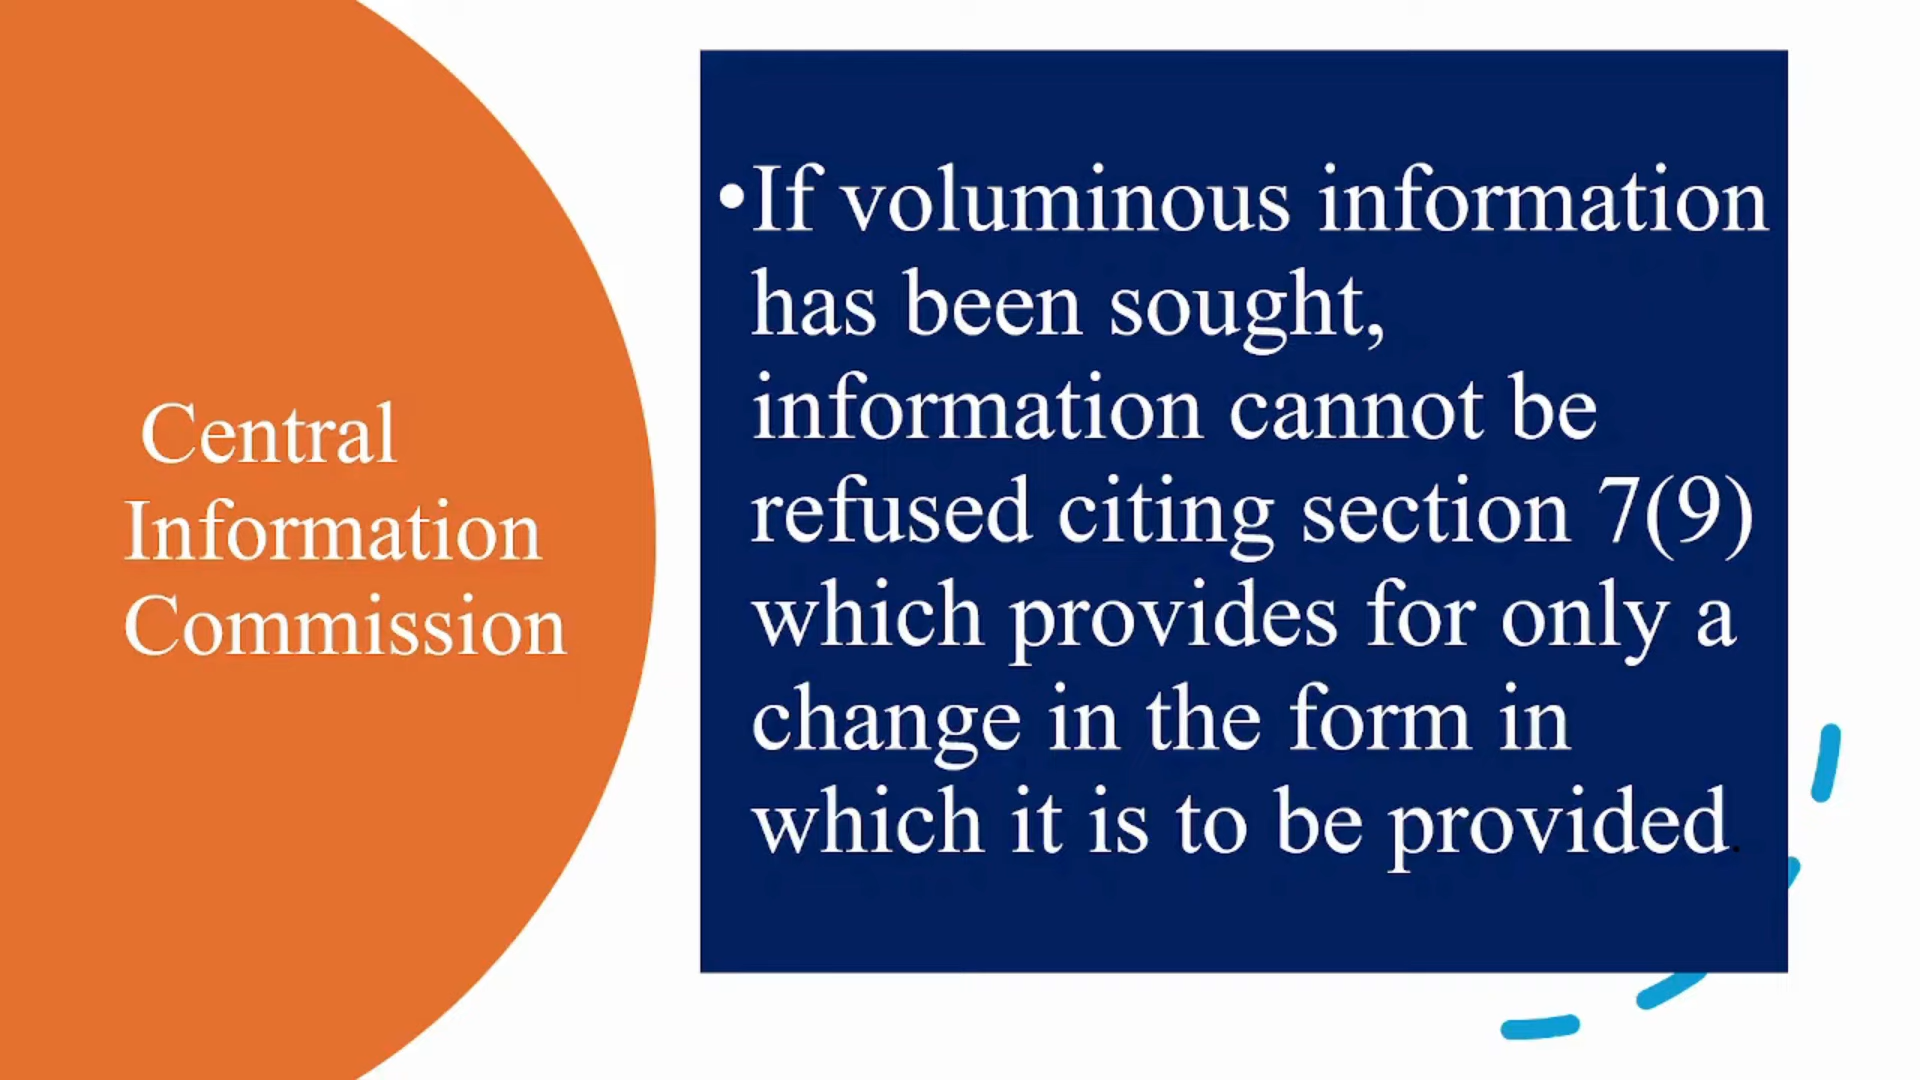 Central
Information
Commission
•If voluminous information
has been sought,
information cannot be
refused citing section 7(9)
which provides for only a
change in the form in
which it is to be provided.